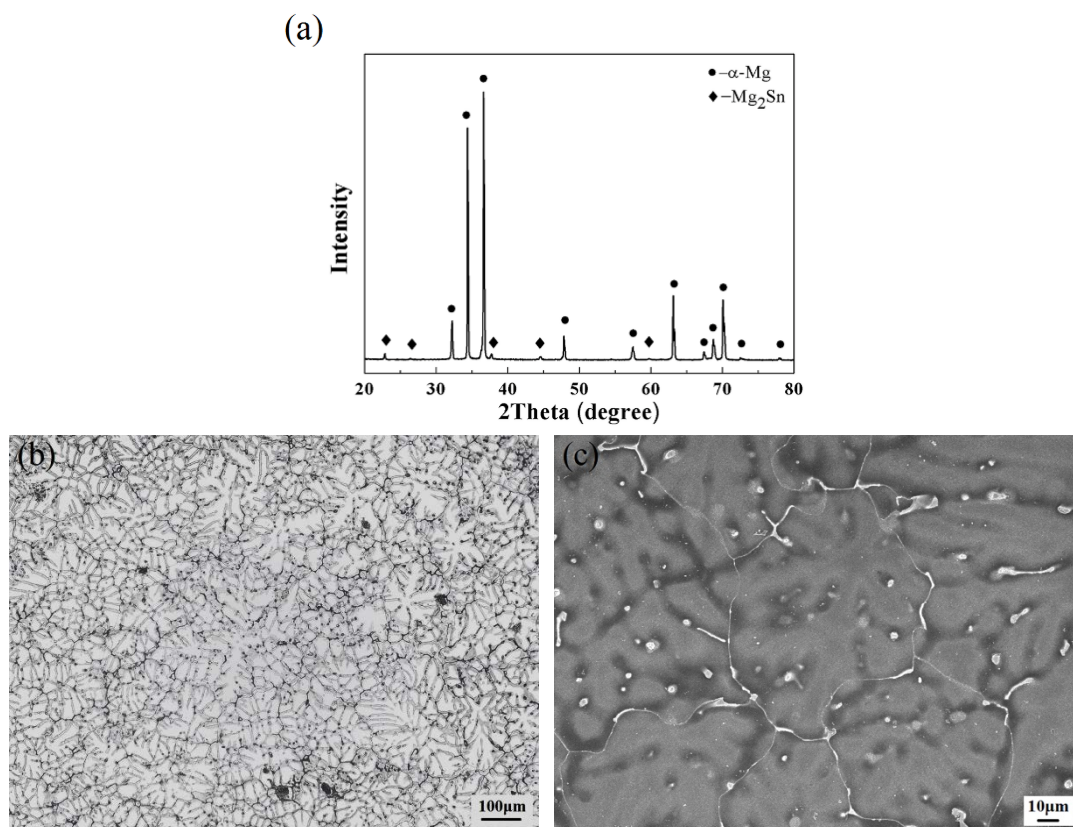 (a)
–α-Mg
–Mg2Sn
Intensity
20 30 40 50 60 70 80
2Theta (degree)
(b)
100μm
(c)
10μm